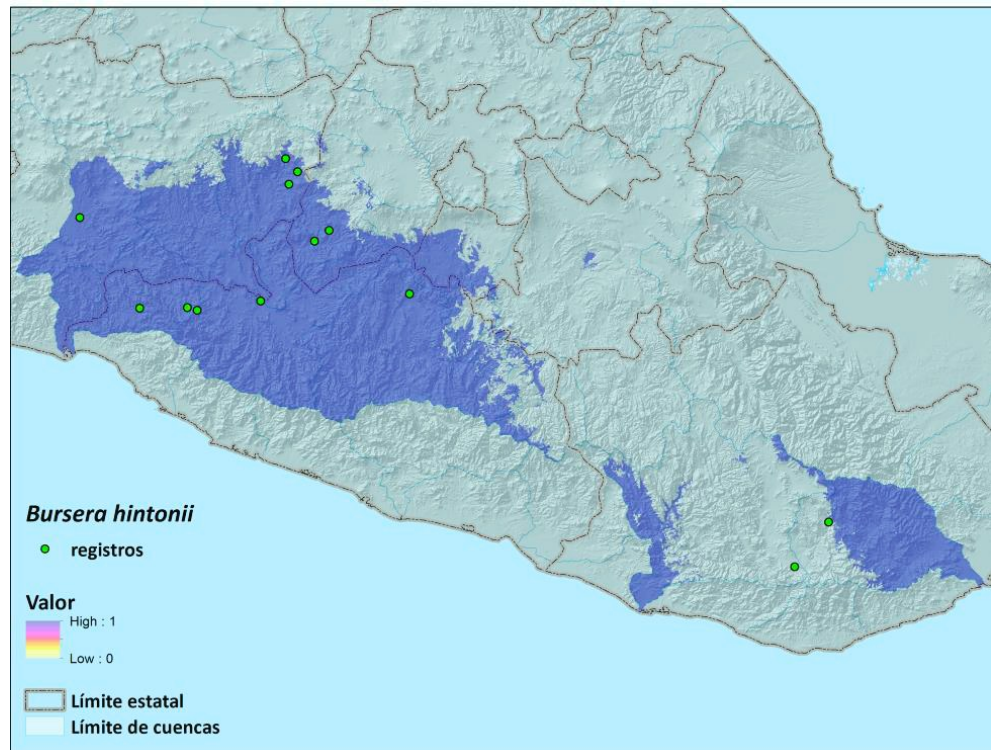 Bursera hintonii
registros
Valor
High : 1
Low : 0
Límite estatal
Límite de cuencas